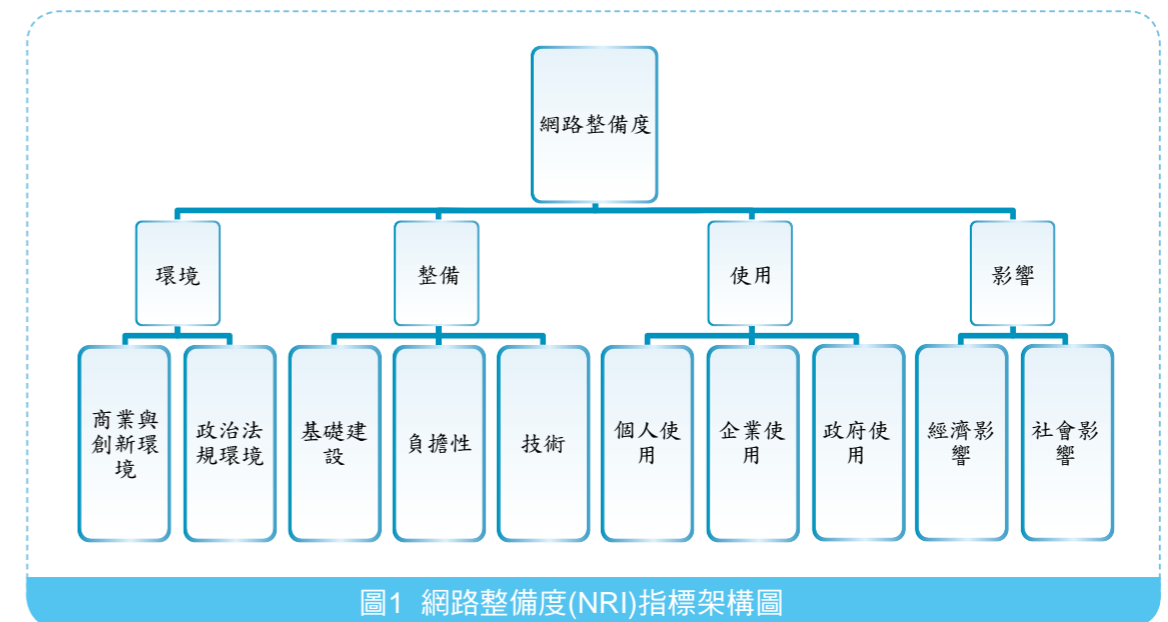 網路整備度
環境
整備
使用
影響
商業與
創新環
境
政治法
規環境
基礎建
設
負擔性
技術
個人使
用
企業使
用
政府使
用
經濟影
響
社會影
響
圖1 網路整備度(NRI)指標架構圖